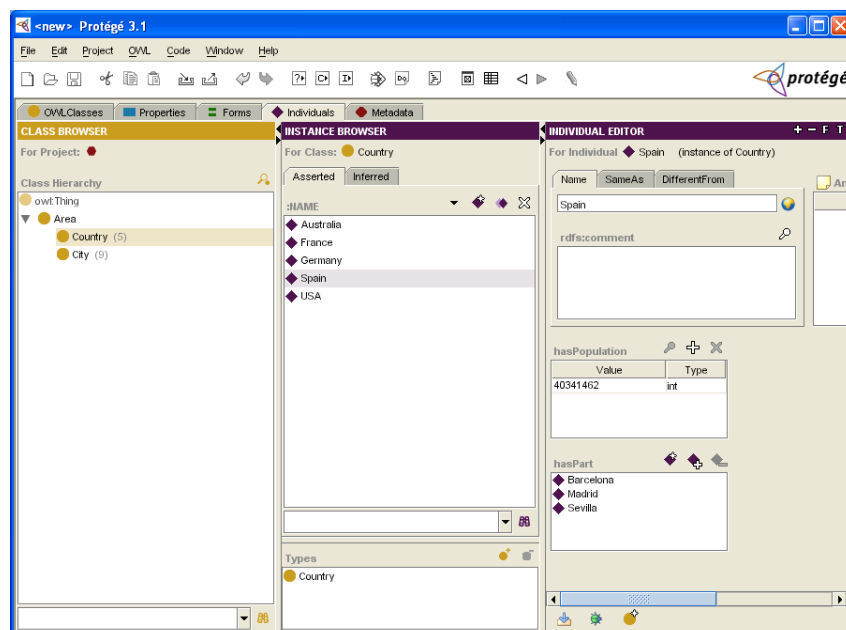 <new> Protégé 3.1
File Edit Project OWL Code Window Help
protégé
OWLClasses Properties Forms Individuals Metadata
CLASS BROWSER
For Project:
Class Hierarchy
owl:Thing
Area
Country (5)
City (9)
INSTANCE BROWSER
For Class: Country
Asserted Inferred
:NAME
Australia
France
Germany
Spain
USA
Types
Country
INDIVIDUAL EDITOR + − F T
For Individual Spain (instance of Country)
Name SameAs DifferentFrom
Spain
rdfs:comment
An
hasPopulation
Value Type
40341462 int
hasPart
Barcelona
Madrid
Sevilla